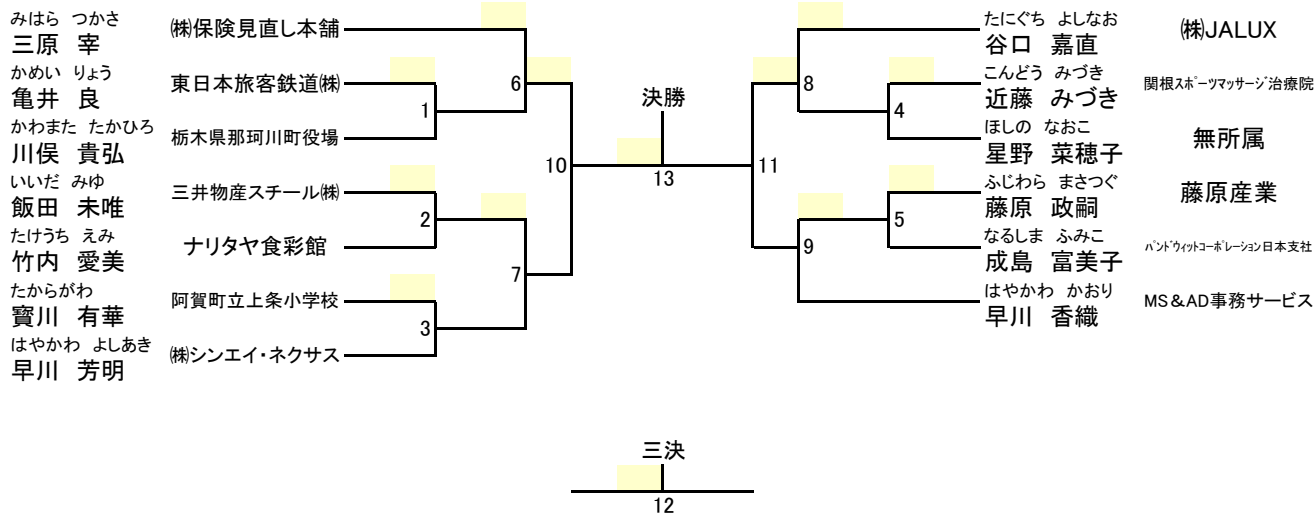 みはら つかさ
三原 宰
㈱保険見直し本舗
かめい りょう
亀井 良
東日本旅客鉄道㈱
かわまた たかひろ
川俣 貴弘
栃木県那珂川町役場
いいだ みゆ
飯田 未唯
三井物産スチール㈱
たけうち えみ
竹内 愛美
ナリタヤ食彩館
たからがわ
寳川 有華
阿賀町立上条小学校
はやかわ よしあき
早川 芳明
㈱シンエイ・ネクサス
1
2
3
6
7
10
決勝
13
11
8
9
4
5
たにぐち よしなお
谷口 嘉直
㈱JALUX
こんどう みづき
近藤 みづき
関根スポーツマッサージ治療院
ほしの なおこ
星野 菜穂子
無所属
ふじわら まさつぐ
藤原 政嗣
藤原産業
なるしま ふみこ
成島 富美子
パンドウィットコーポレーション日本支社
はやかわ かおり
早川 香織
MS&AD事務サービス
三決
12